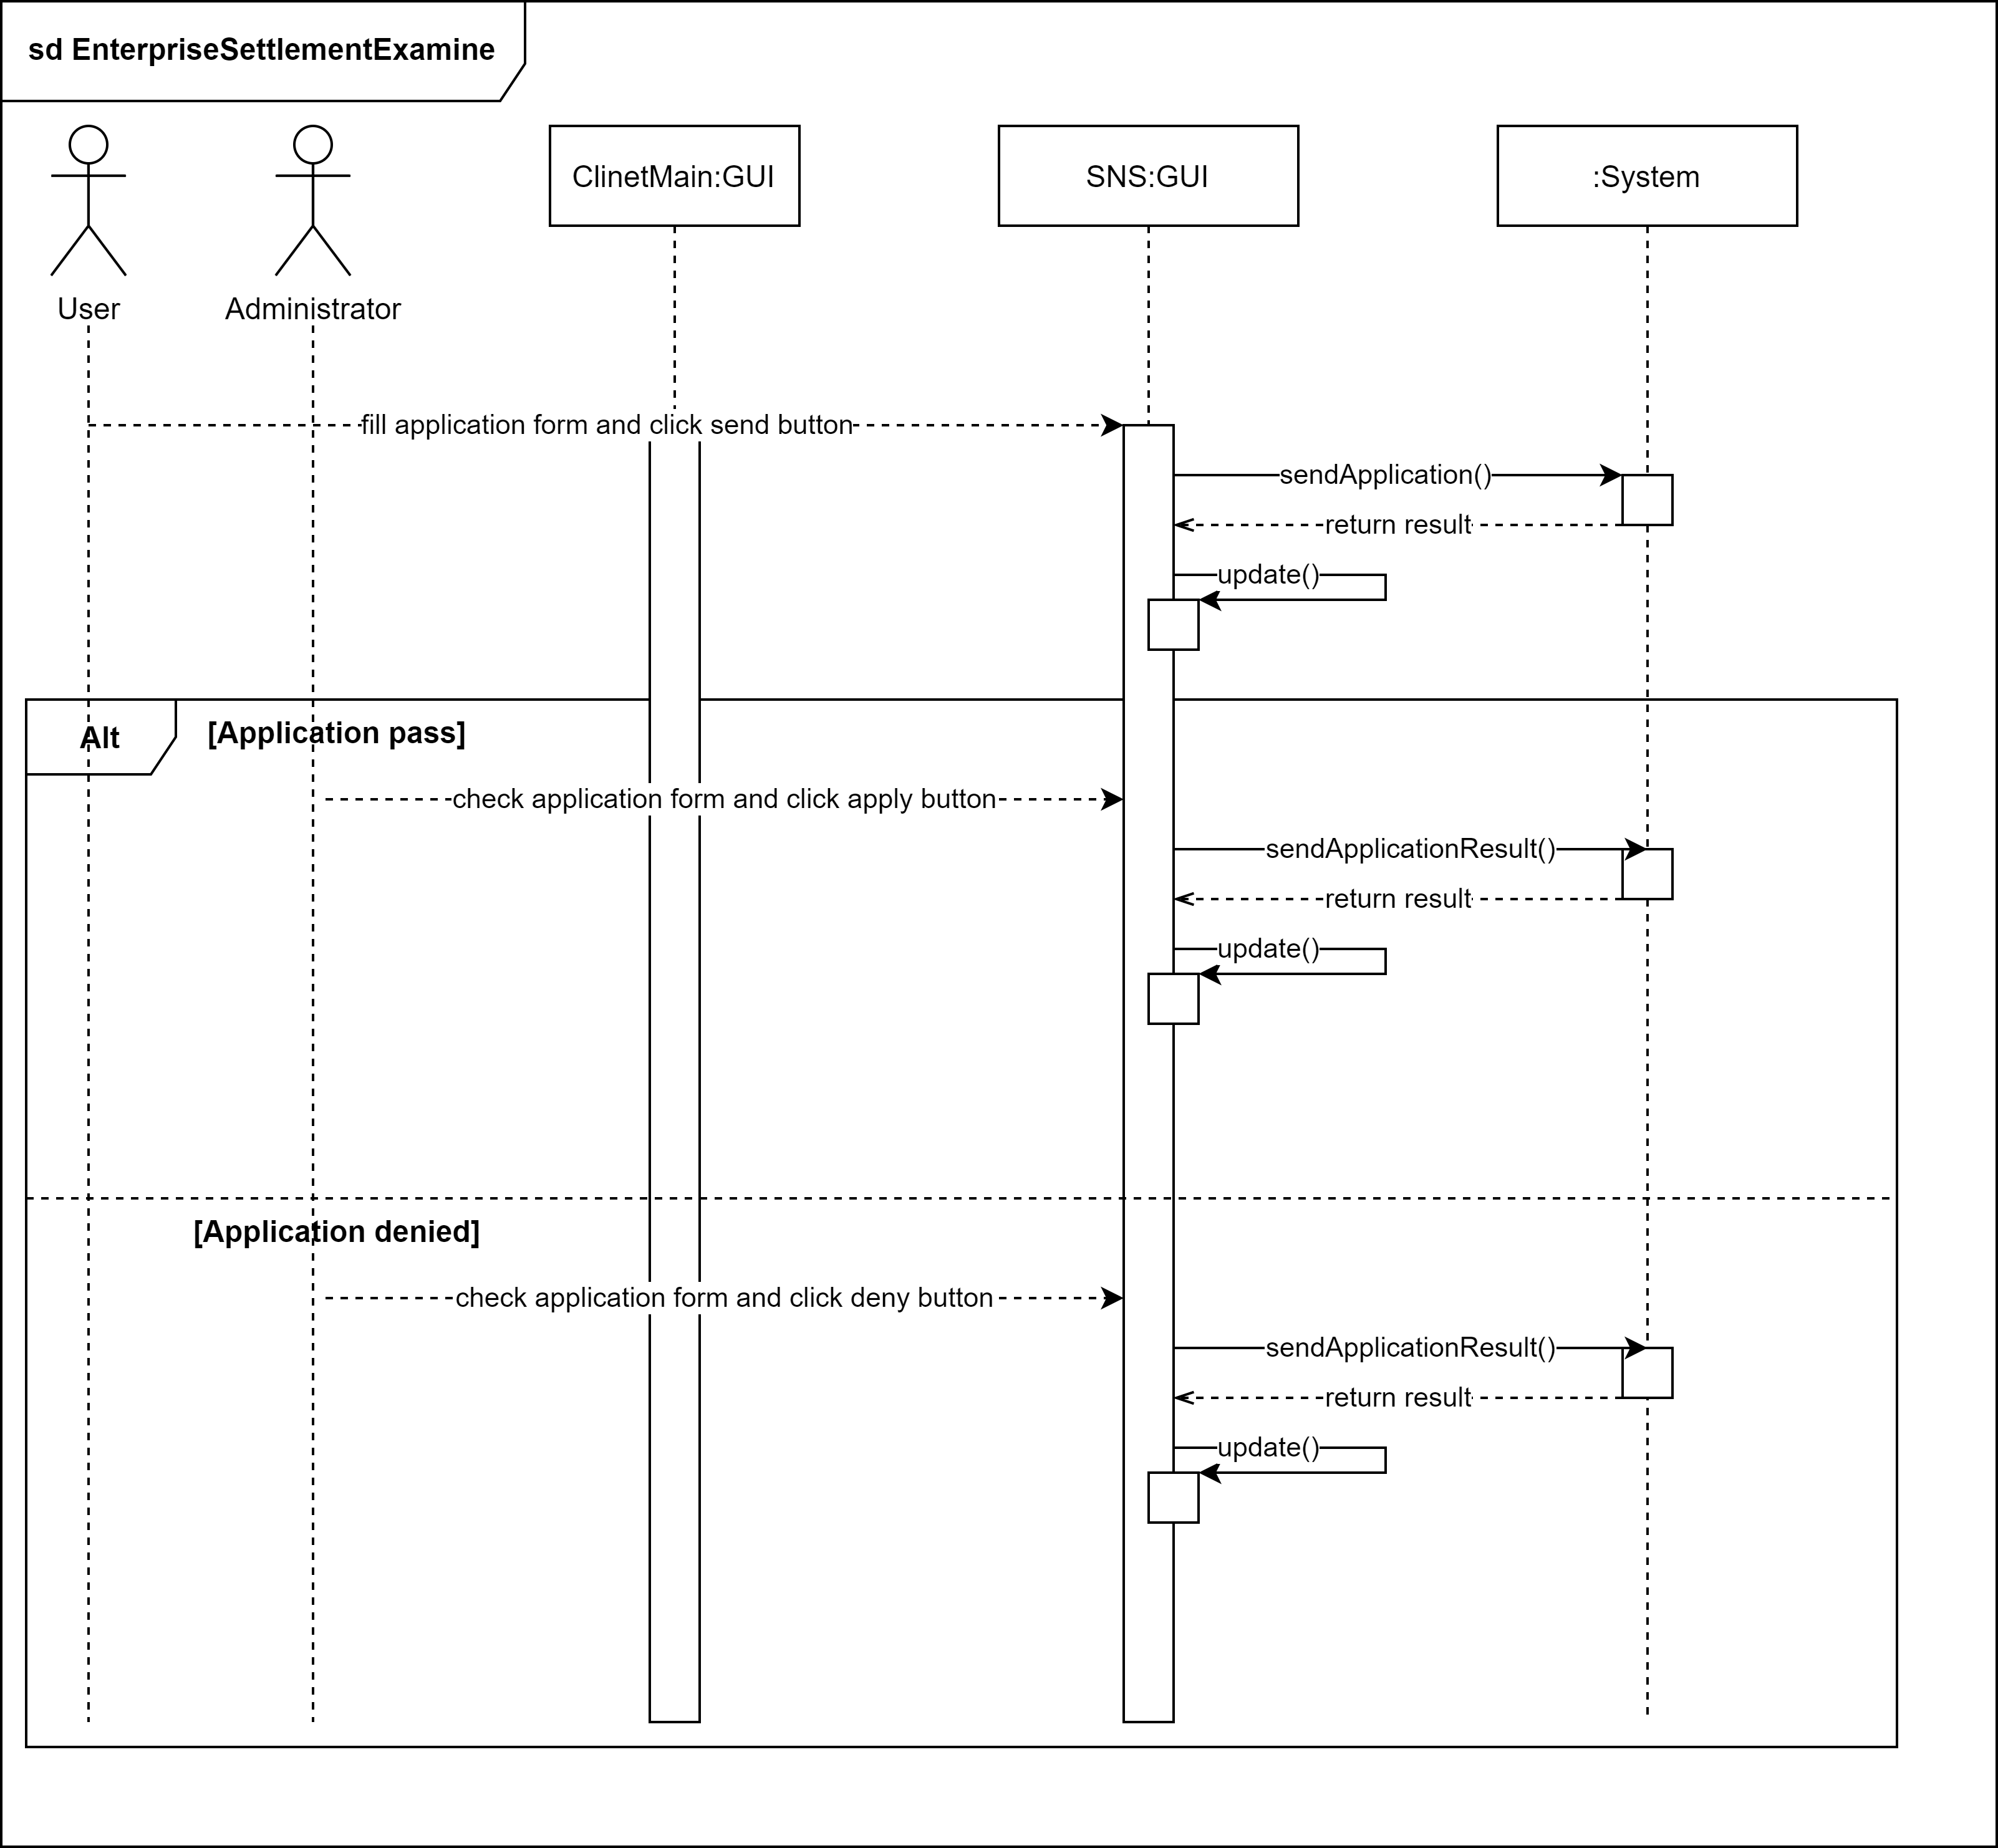 sd EnterpriseSettlementExamine
User
Administrator
ClinetMain:GUI
SNS:GUI
:System
fill application form and click send button
sendApplication()
return result
update()
Alt
[Application pass]
check application form and click apply button
sendApplicationResult()
return result
update()
[Application denied]
check application form and click deny button
sendApplicationResult()
return result
update()